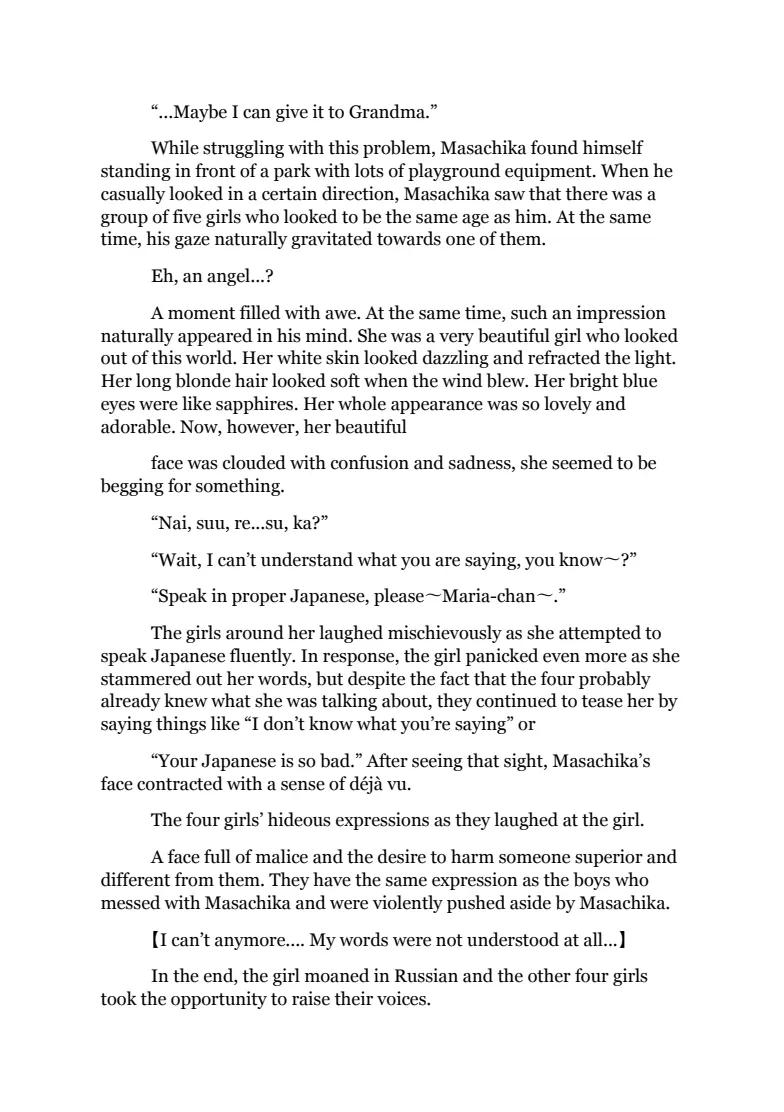 “...Maybe I can give it to Grandma.”
While struggling with this problem, Masachika found himself
standing in front of a park with lots of playground equipment. When he
casually looked in a certain direction, Masachika saw that there was a
group of five girls who looked to be the same age as him. At the same
time, his gaze naturally gravitated towards one of them.
Eh, an angel...?
A moment filled with awe. At the same time, such an impression
naturally appeared in his mind. She was a very beautiful girl who looked
out of this world. Her white skin looked dazzling and refracted the light.
Her long blonde hair looked soft when the wind blew. Her bright blue
eyes were like sapphires. Her whole appearance was so lovely and
adorable. Now, however, her beautiful
face was clouded with confusion and sadness, she seemed to be
begging for something.
“Nai, suu, re...su, ka?”
“Wait, I can’t understand what you are saying, you know～?”
“Speak in proper Japanese, please～Maria-chan～.”
The girls around her laughed mischievously as she attempted to
speak Japanese fluently. In response, the girl panicked even more as she
stammered out her words, but despite the fact that the four probably
already knew what she was talking about, they continued to tease her by
saying things like “I don’t know what you’re saying” or
“Your Japanese is so bad.” After seeing that sight, Masachika’s
face contracted with a sense of déjà vu.
The four girls’ hideous expressions as they laughed at the girl.
A face full of malice and the desire to harm someone superior and
different from them. They have the same expression as the boys who
messed with Masachika and were violently pushed aside by Masachika.
【I can’t anymore.... My words were not understood at all...】
In the end, the girl moaned in Russian and the other four girls
took the opportunity to raise their voices.